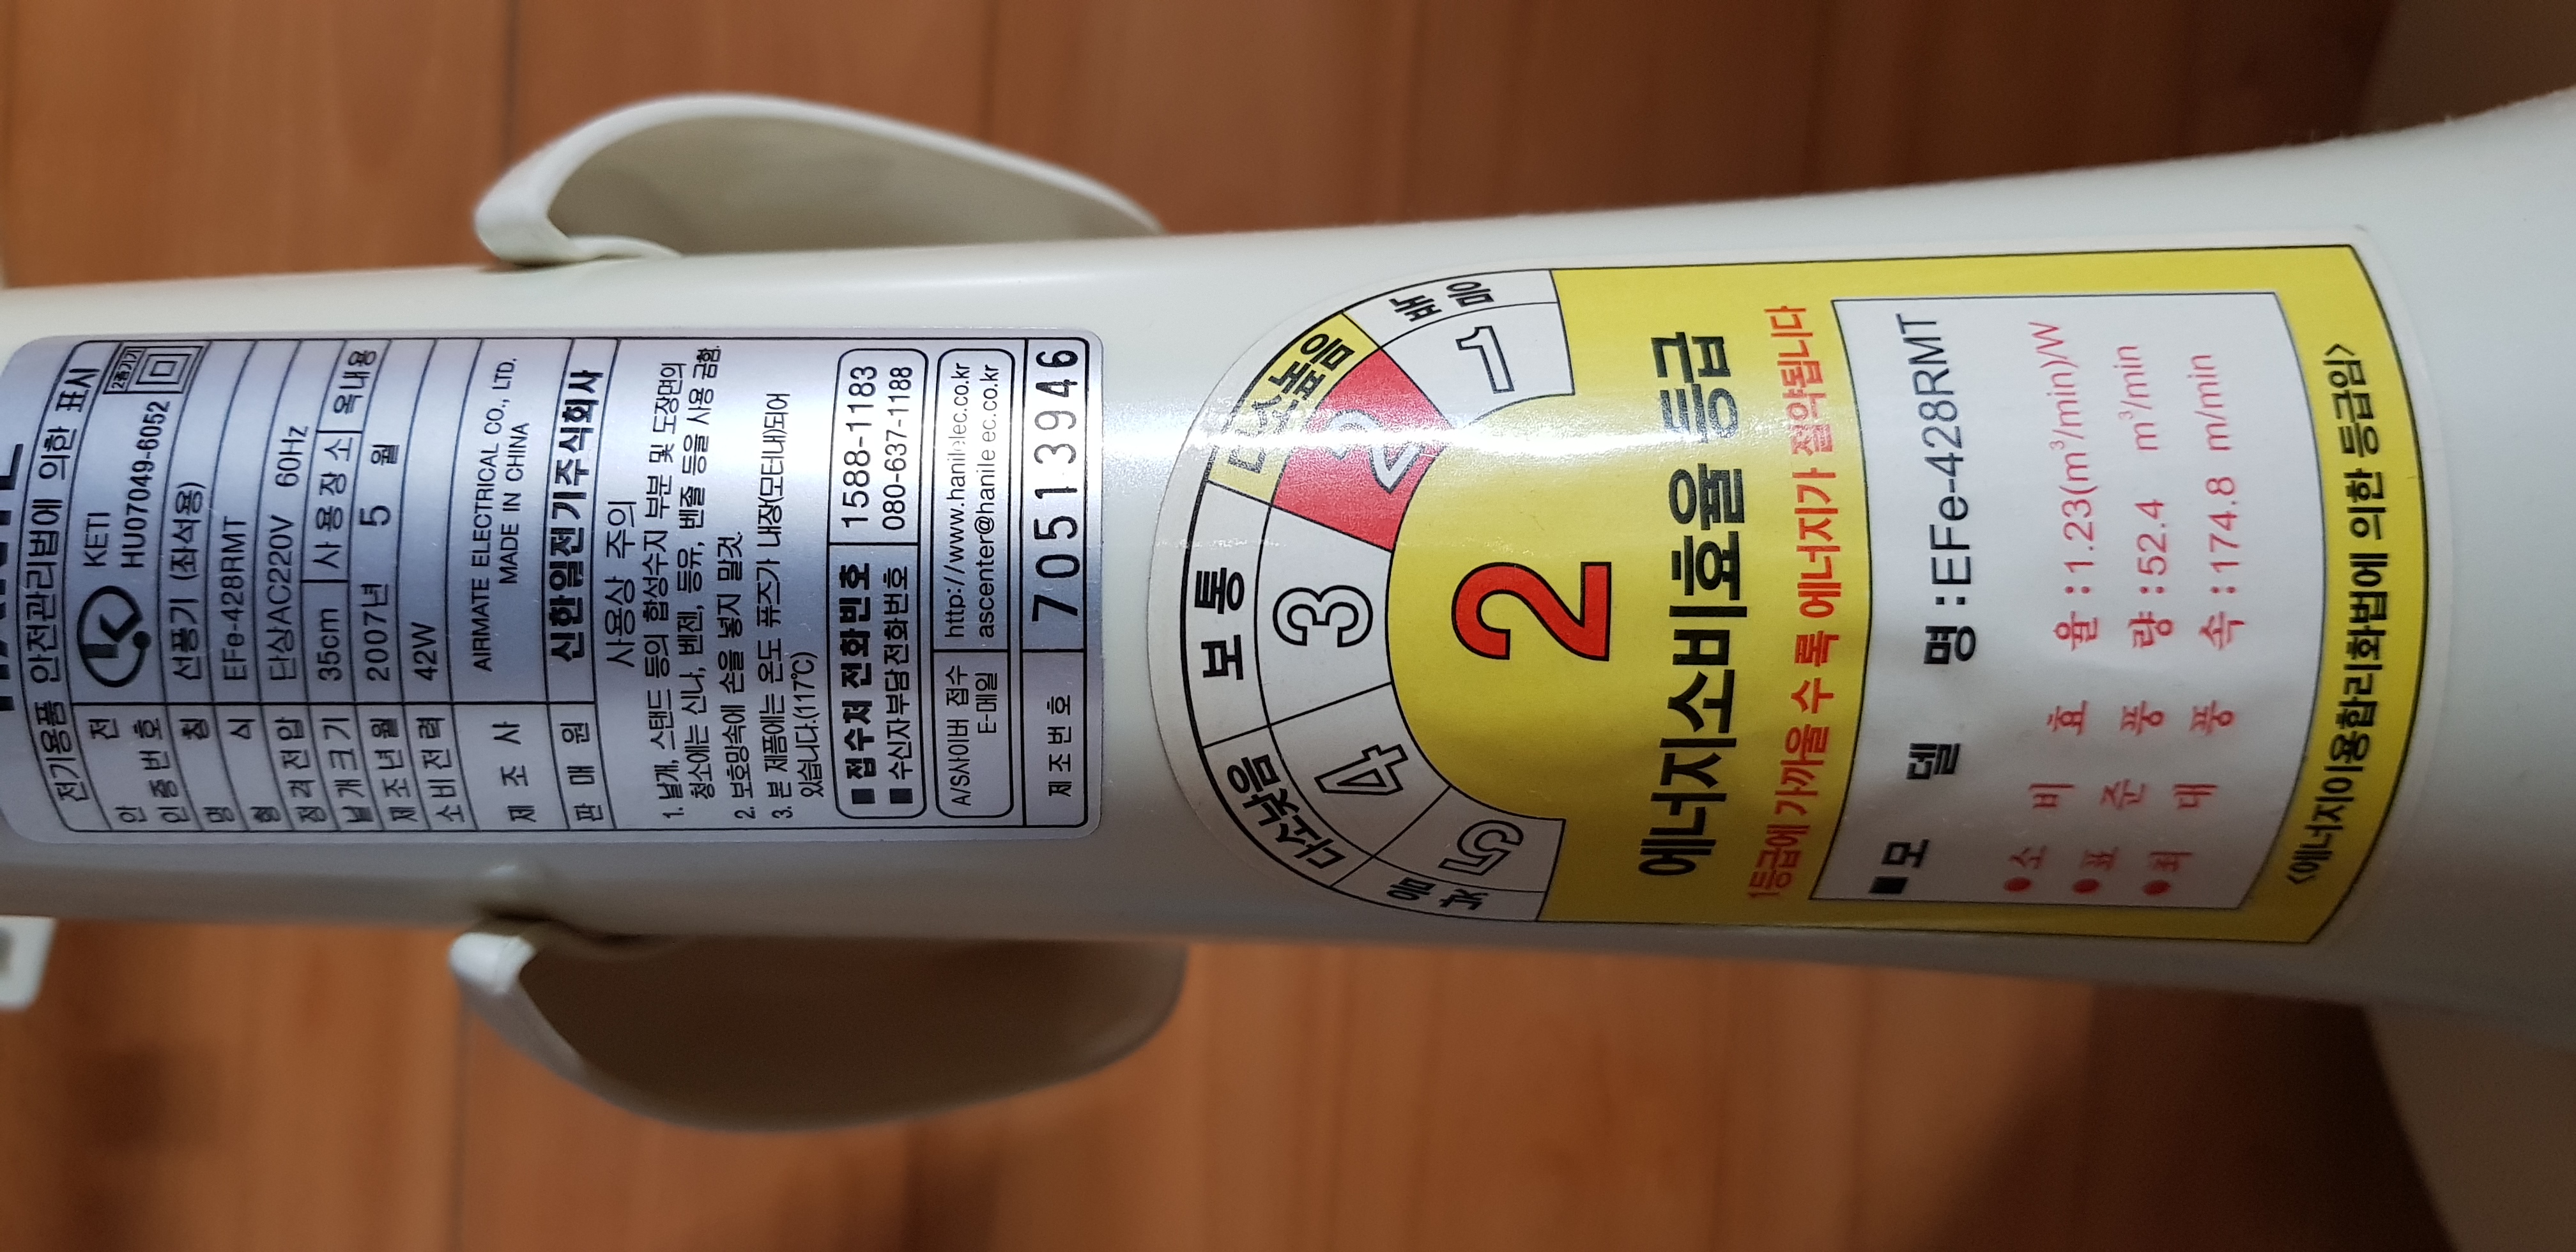 전기용품 안전관리법에 의한 표시
안 전
인증번호
KETI
HU07049-6052
2종기기
명 칭 선풍기 (좌석용)
형 식 EFe-428RMT
정격전압 단상AC220V 60Hz
날개크기 35cm 사용장소 옥내용
제조년월 2007년 5 월
소비전력 42W
제 조 사 AIRMATE ELECTRICAL CO., LTD.
MADE IN CHINA
판 매 원 신한일전기주식회사
사용상 주의
1. 날개, 스탠드 등의 합성수지 부분 및 도장면의
청소에는 신나, 벤젠, 등유, 벤졸 등을 사용 금함.
2. 보호망속에 손을 넣지 말것.
3. 본 제품에는 온도 퓨즈가 내장(모터내)되어
있습니다.(117℃)
■ 접수처 전화번호 1588-1183
■ 수신자부담전화번호 080-637-1188
A/S사이버 접수 http://www.hanilelec.co.kr
E-메일 ascenter@hanile ec.co.kr
제조번호 70513946
낮음 다소낮음 보통 다소높음 높음
5 4 3 2 1
2
에너지소비효율 등급
1등급에 가까울 수 록 에너지가 절약됩니다
■모 델 명 :EFe-428RMT
●소 비 효 율 :1.23(m³/min)/W
●표 준 풍 량 :52.4 m³/min
●최 대 풍 속 :174.8 m/min
<에너지이용합리화법에 의한 등급임>